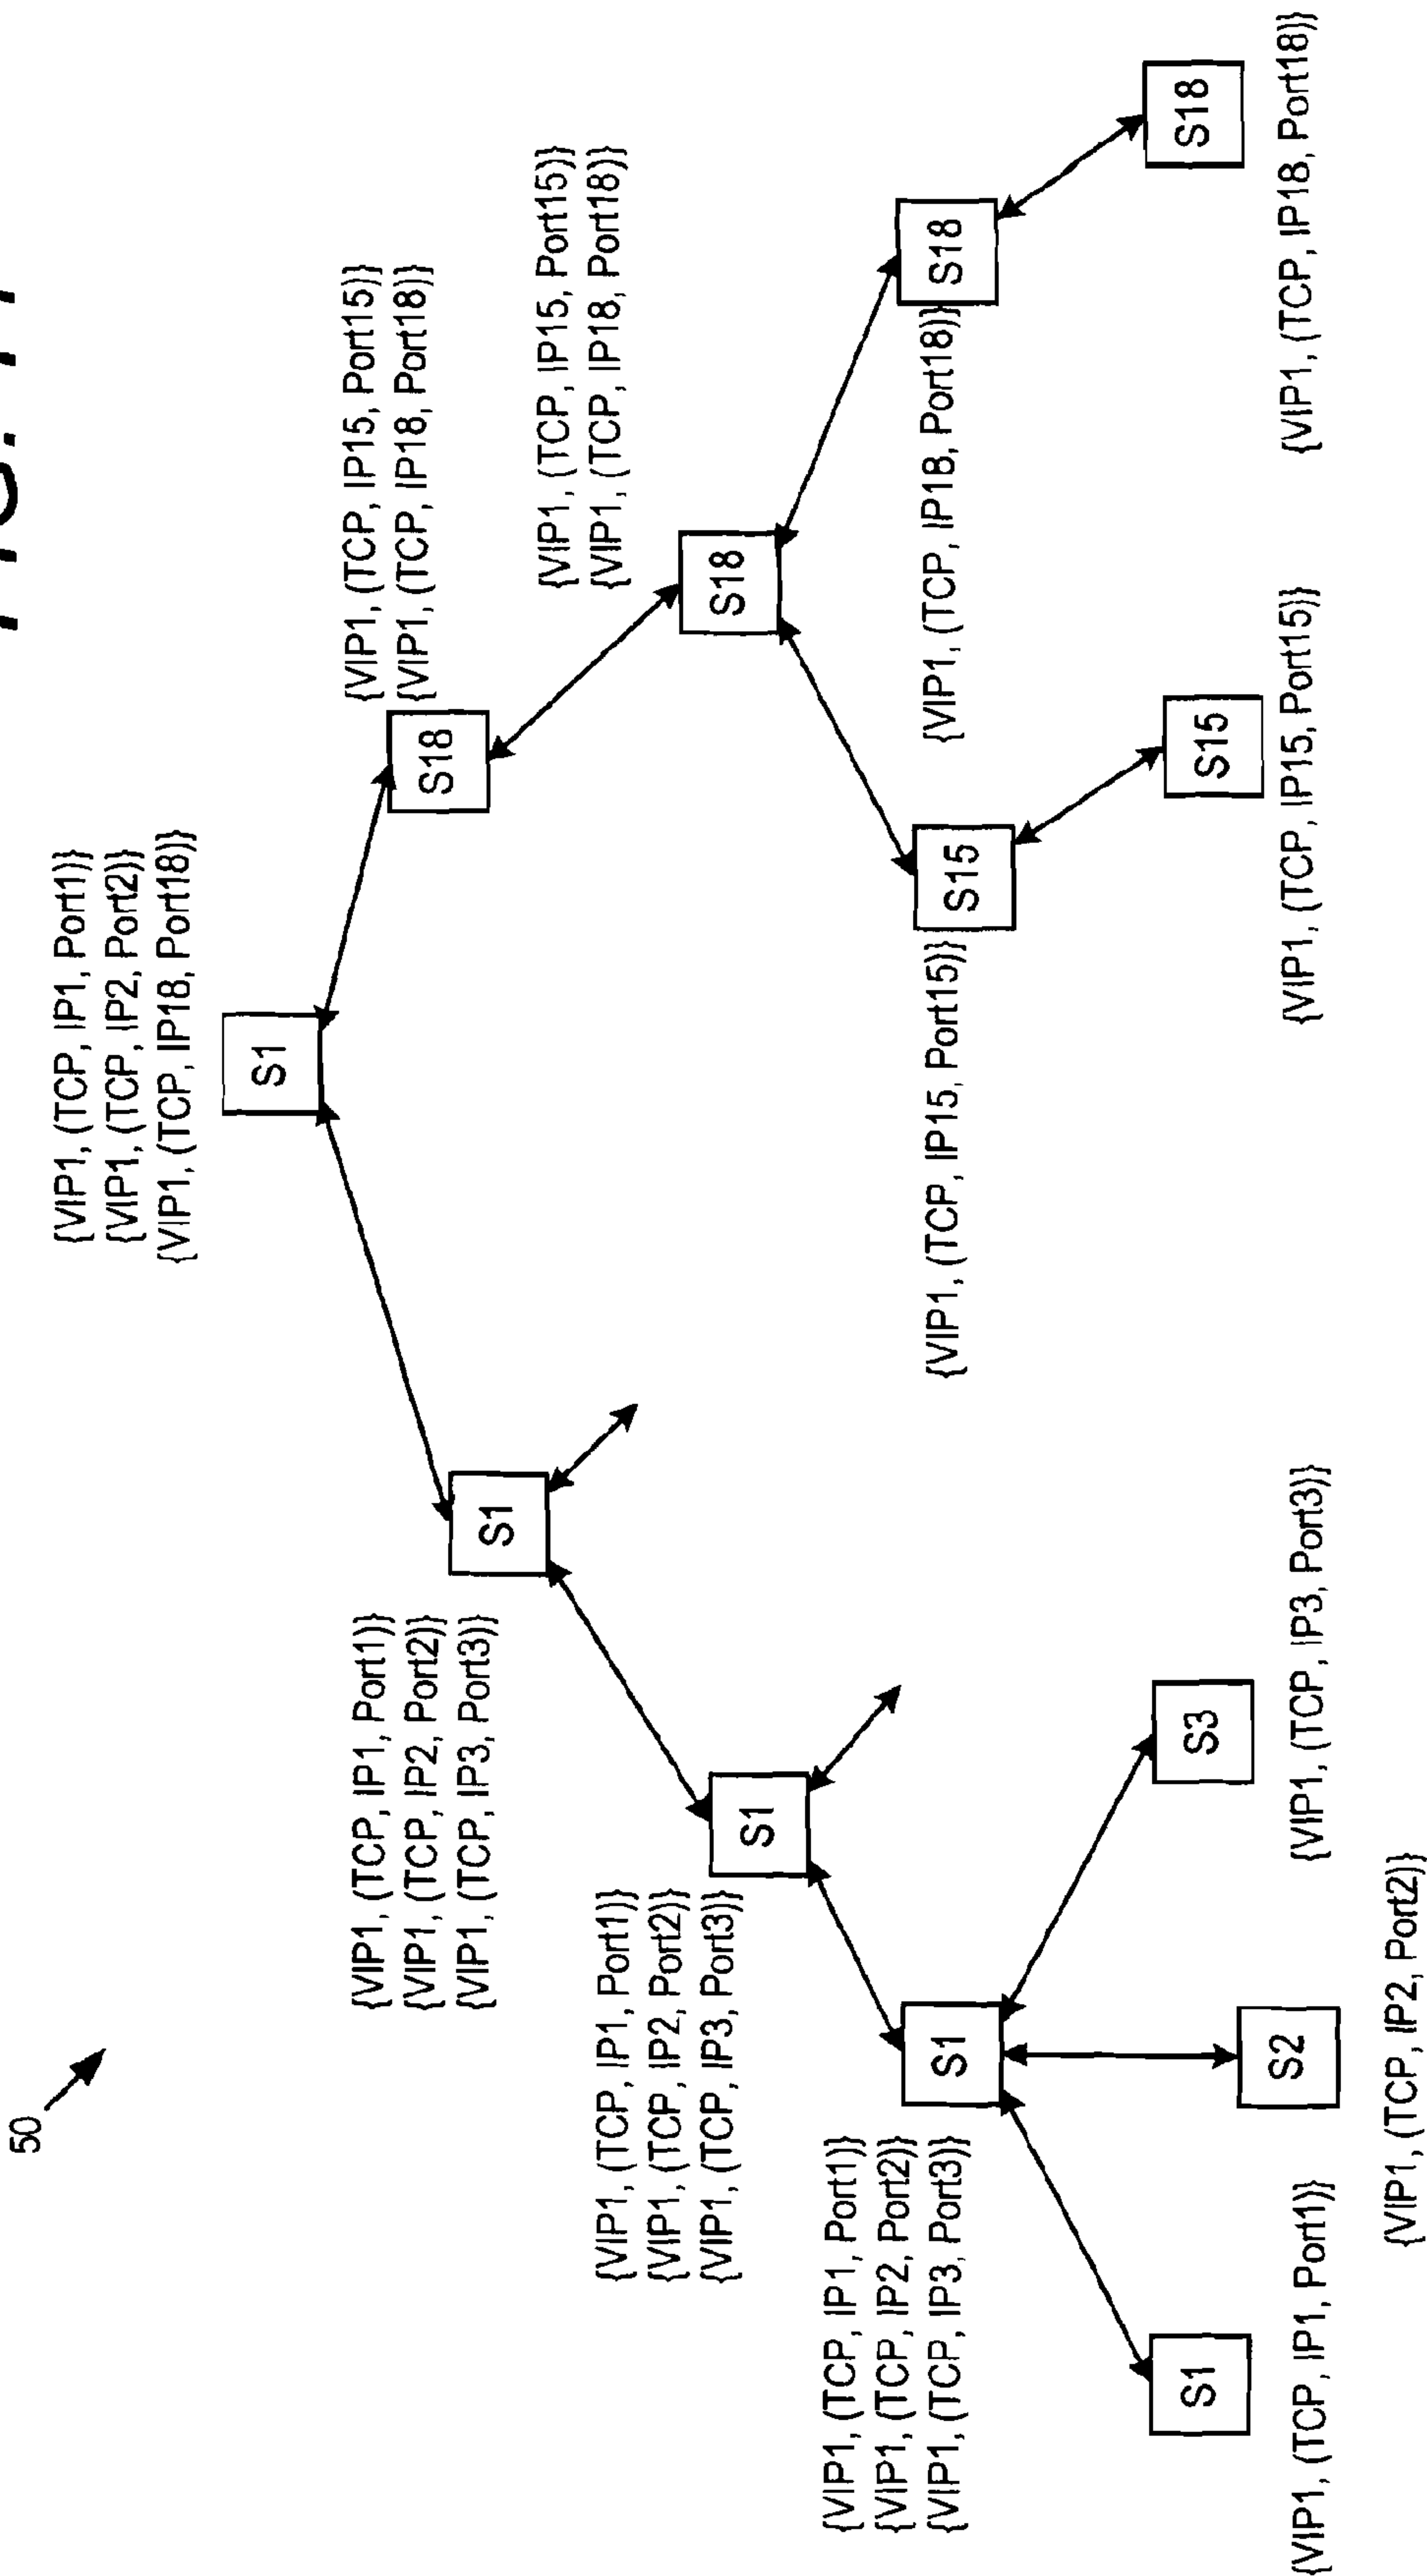 50
{VIP1, (TCP, IP1, Port1)}
{VIP1, (TCP, IP2, Port2)}
{VIP1, (TCP, IP18, Port18)}
S1
{VIP1, (TCP, IP15, Port15)}
{VIP1, (TCP, IP18, Port18)}
S18
{VIP1, (TCP, IP1, Port1)}
{VIP1, (TCP, IP2, Port2)}
{VIP1, (TCP, IP3, Port3)}
S1
{VIP1, (TCP, IP15, Port15)}
{VIP1, (TCP, IP18, Port18)}
S18
{VIP1, (TCP, IP1, Port1)}
{VIP1, (TCP, IP2, Port2)}
{VIP1, (TCP, IP3, Port3)}
S1
{VIP1, (TCP, IP1, Port1)}
{VIP1, (TCP, IP2, Port2)}
{VIP1, (TCP, IP3, Port3)}
S1
{VIP1, (TCP, IP15, Port15)}
S15
{VIP1, (TCP, IP18, Port18)}
S18
S1
S2
S3
S15
S18
{VIP1, (TCP, IP1, Port1)}
{VIP1, (TCP, IP2, Port2)}
{VIP1, (TCP, IP3, Port3)}
{VIP1, (TCP, IP15, Port15)}
{VIP1, (TCP, IP18, Port18)}